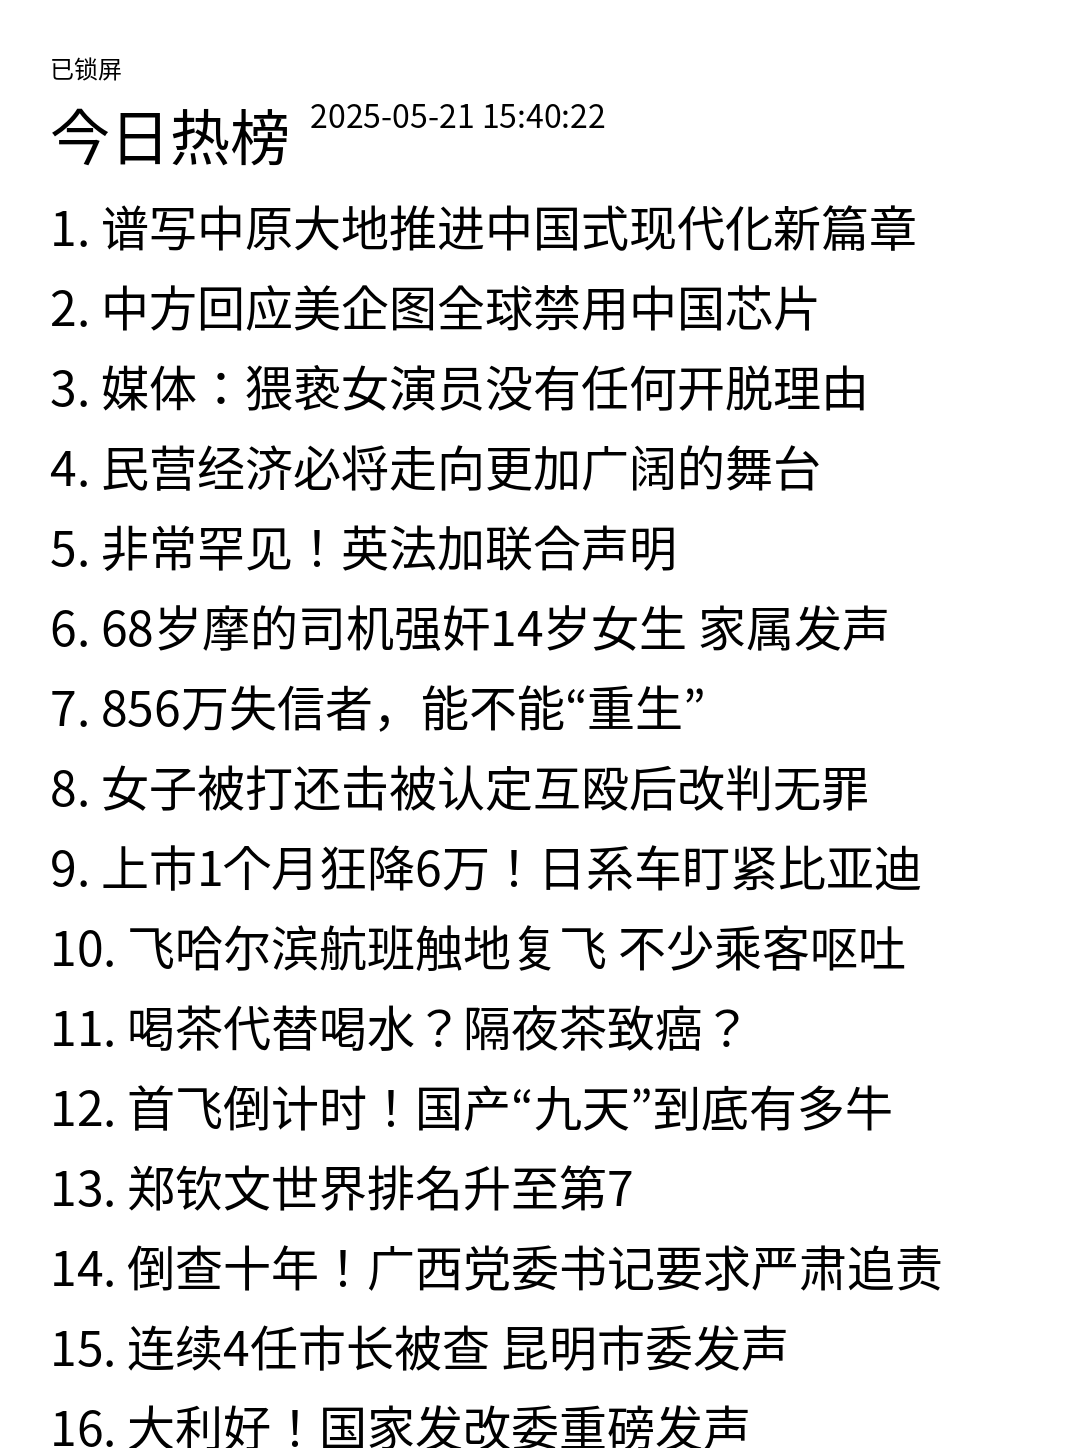 已锁屏
今日热榜 2025-05-21 15:40:22
1. 谱写中原大地推进中国式现代化新篇章
2. 中方回应美企图全球禁用中国芯片
3. 媒体：猥亵女演员没有任何开脱理由
4. 民营经济必将走向更加广阔的舞台
5. 非常罕见！英法加联合声明
6. 68岁摩的司机强奸14岁女生 家属发声
7. 856万失信者，能不能“重生”
8. 女子被打还击被认定互殴后改判无罪
9. 上市1个月狂降6万！日系车盯紧比亚迪
10. 飞哈尔滨航班触地复飞 不少乘客呕吐
11. 喝茶代替喝水？隔夜茶致癌？
12. 首飞倒计时！国产“九天”到底有多牛
13. 郑钦文世界排名升至第7
14. 倒查十年！广西党委书记要求严肃追责
15. 连续4任市长被查 昆明市委发声
16. 大利好！国家发改委重磅发声